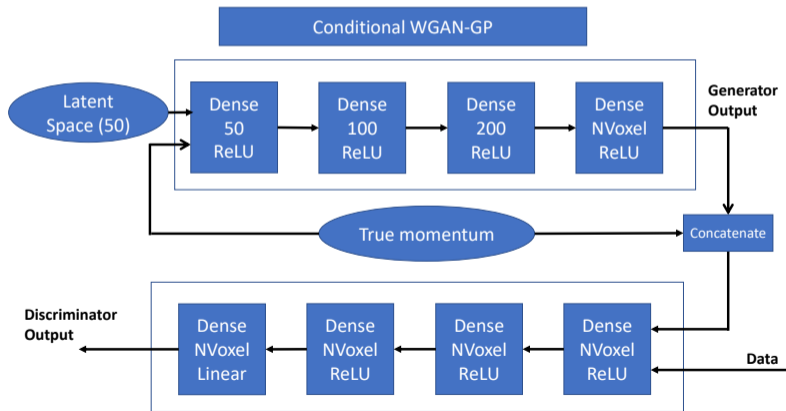 Conditional WGAN-GP
Latent
Space (50)
Dense
50
ReLU
Dense
100
ReLU
Dense
200
ReLU
Dense
NVoxel
ReLU
Generator
Output
True momentum
Concatenate
Discriminator
Output
Dense
NVoxel
Linear
Dense
NVoxel
ReLU
Dense
NVoxel
ReLU
Dense
NVoxel
ReLU
Data